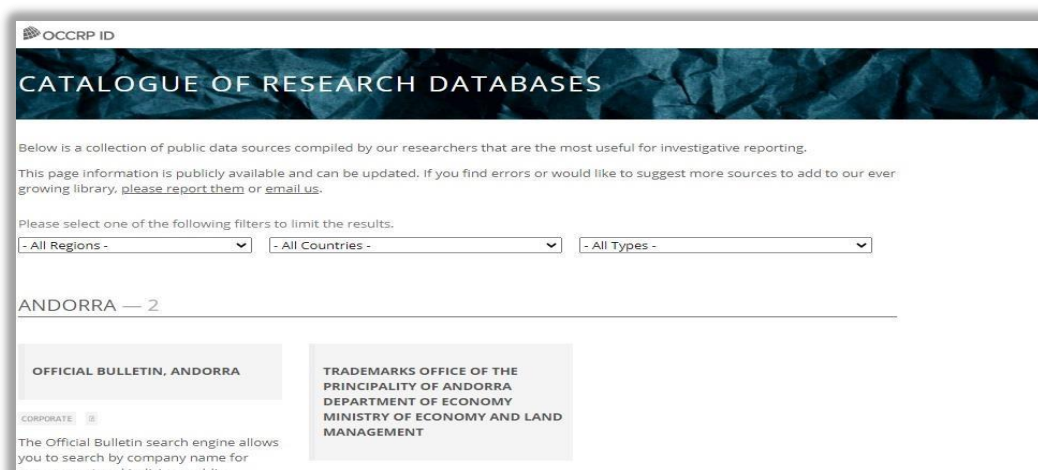 OCCRP ID
CATALOGUE OF RESEARCH DATABASES
Below is a collection of public data sources compiled by our researchers that are the most useful for investigative reporting.
This page information is publicly available and can be updated. If you find errors or would like to suggest more sources to add to our ever
growing library, please report them or email us.
Please select one of the following filters to limit the results.
- All Regions - - All Countries - - All Types -
ANDORRA — 2
OFFICIAL BULLETIN, ANDORRA
CORPORATE
The Official Bulletin search engine allows
you to search by company name for
TRADEMARKS OFFICE OF THE
PRINCIPALITY OF ANDORRA
DEPARTMENT OF ECONOMY
MINISTRY OF ECONOMY AND LAND
MANAGEMENT